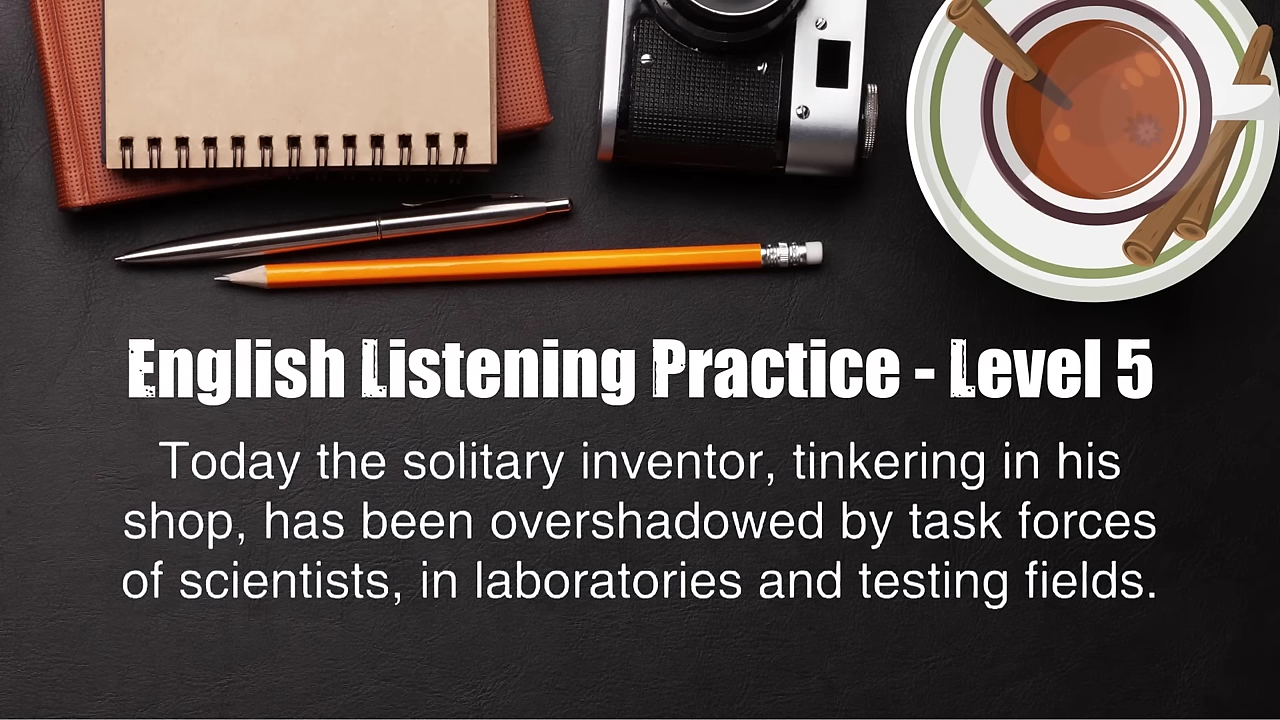 English Listening Practice - Level 5
Today the solitary inventor, tinkering in his
shop, has been overshadowed by task forces
of scientists, in laboratories and testing fields.